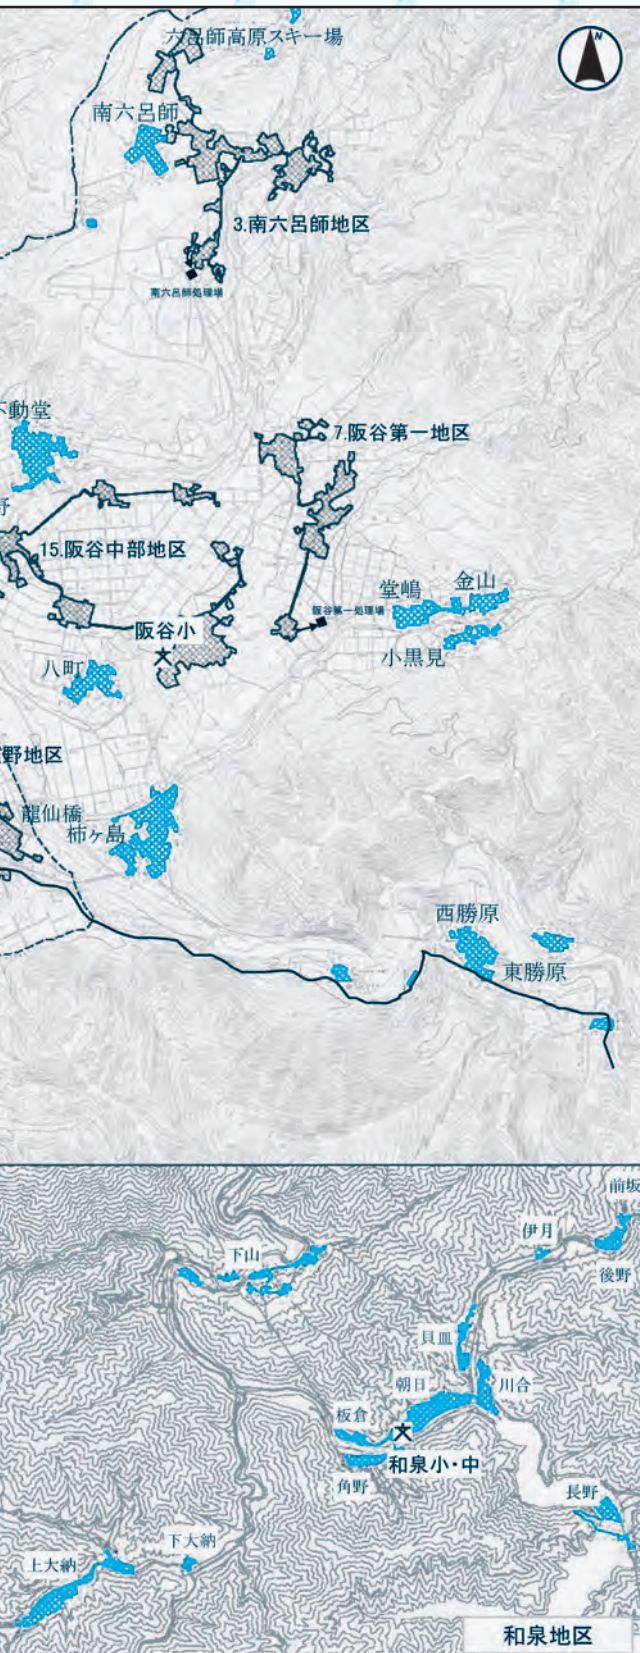 六呂師高原スキー場
N
南六呂師
3.南六呂師地区
南六呂師処理場
不動堂
7.阪谷第一地区
野
15.阪谷中部地区
堂嶋
金山
阪谷第一処理場
阪谷小
小黒見
八町
野地区
龍仙橋
柿ヶ島
西勝原
東勝原
前坂
伊月
下山
後野
貝皿
朝日
川合
板倉
和泉小・中
角野
長野
下大納
上大納
和泉地区